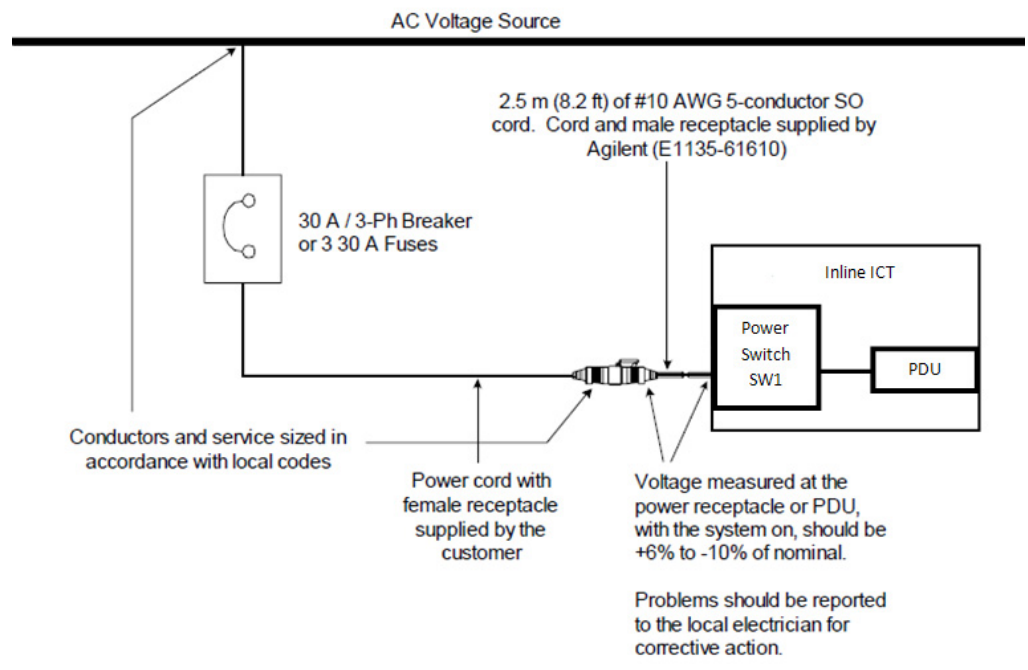 AC Voltage Source
2.5 m (8.2 ft) of #10 AWG 5-conductor SO
cord.  Cord and male receptacle supplied by
Agilent (E1135-61610)
30 A / 3-Ph Breaker
or 3 30 A Fuses
Inline ICT
Power
Switch
SW1
PDU
Conductors and service sized in
accordance with local codes
Power cord with
female receptacle
supplied by the
customer
Voltage measured at the
power receptacle or PDU,
with the system on, should be
+6% to -10% of nominal.
Problems should be reported
to the local electrician for
corrective action.